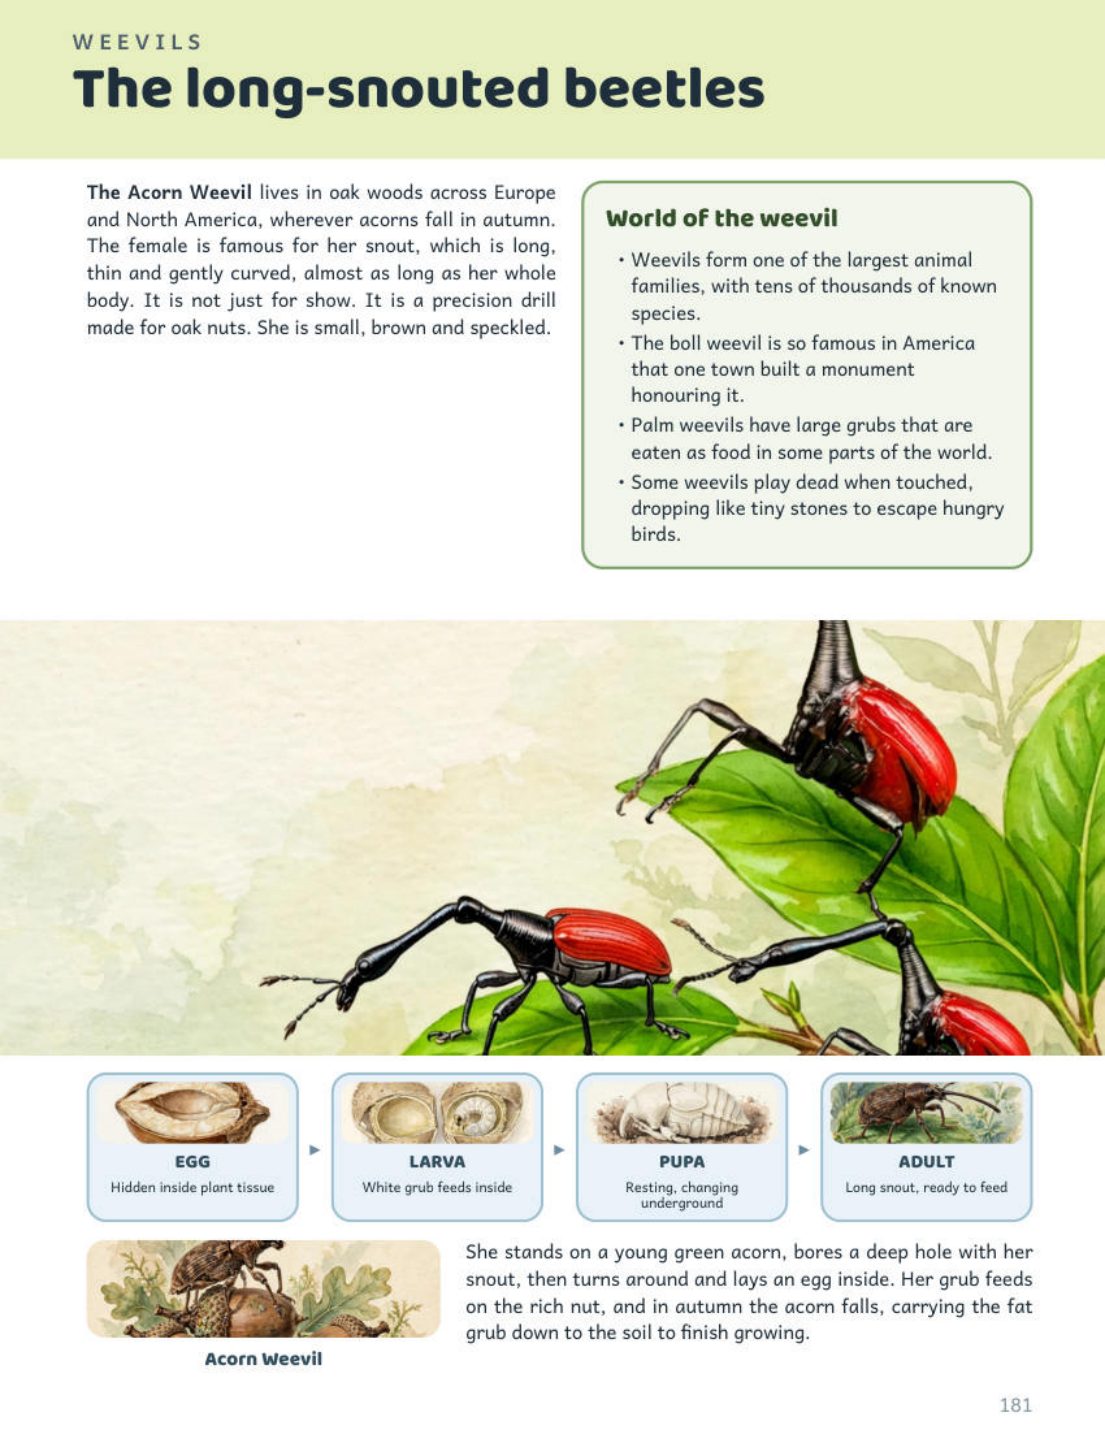 WEEVILS
The long-snouted beetles
The Acorn Weevil lives in oak woods across Europe
and North America, wherever acorns fall in autumn.
The female is famous for her snout, which is long,
thin and gently curved, almost as long as her whole
body. It is not just for show. It is a precision drill
made for oak nuts. She is small, brown and speckled.
World of the weevil
• Weevils form one of the largest animal
families, with tens of thousands of known
species.
• The boll weevil is so famous in America
that one town built a monument
honouring it.
• Palm weevils have large grubs that are
eaten as food in some parts of the world.
• Some weevils play dead when touched,
dropping like tiny stones to escape hungry
birds.
EGG
Hidden inside plant tissue
LARVA
White grub feeds inside
PUPA
Resting, changing
underground
ADULT
Long snout, ready to feed
Acorn Weevil
She stands on a young green acorn, bores a deep hole with her
snout, then turns around and lays an egg inside. Her grub feeds
on the rich nut, and in autumn the acorn falls, carrying the fat
grub down to the soil to finish growing.
181